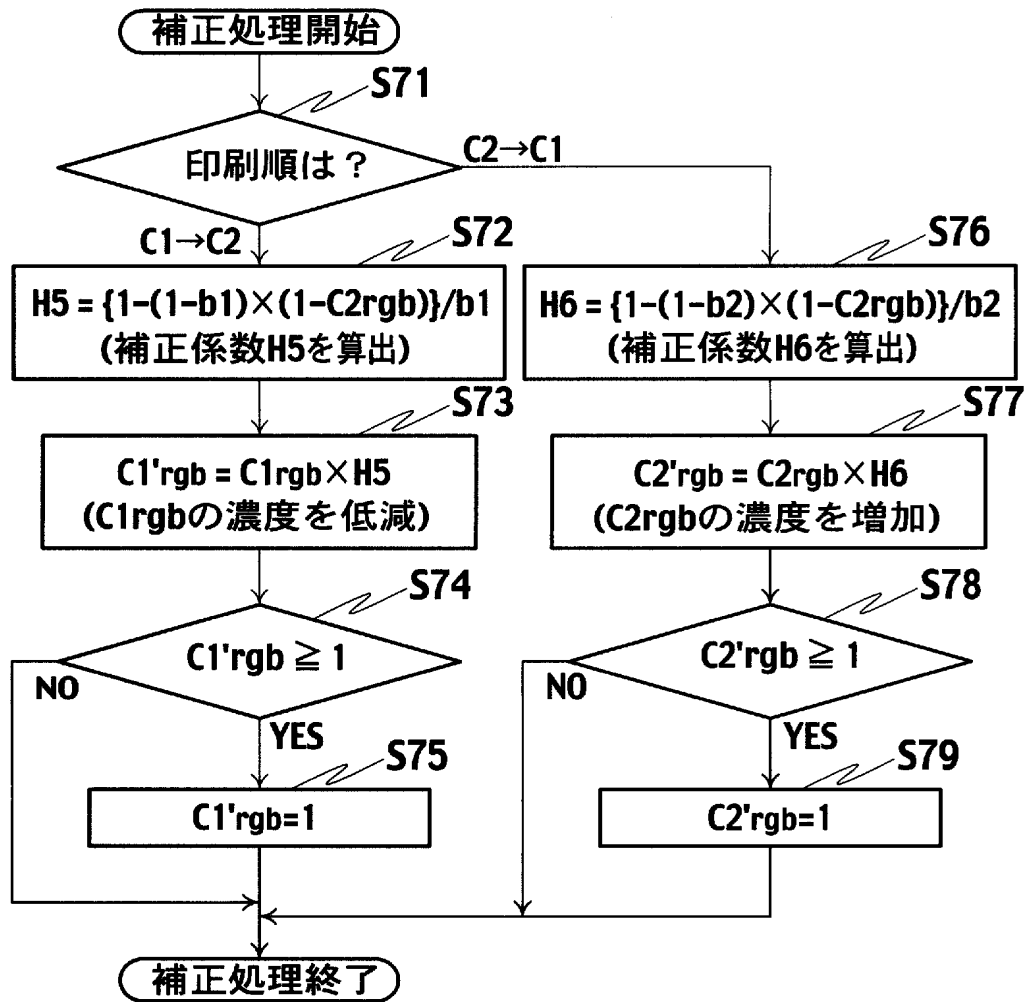 補正処理開始
S71
印刷順は？
C2→C1
C1→C2
S72
H5 = {1-(1-b1)×(1-C2rgb)}/b1
(補正係数H5を算出)
S73
C1'rgb = C1rgb×H5
(C1rgbの濃度を低減)
S74
C1'rgb ≧ 1
NO
YES
S75
C1'rgb=1
S76
H6 = {1-(1-b2)×(1-C2rgb)}/b2
(補正係数H6を算出)
S77
C2'rgb = C2rgb×H6
(C2rgbの濃度を増加)
S78
C2'rgb ≧ 1
NO
YES
S79
C2'rgb=1
補正処理終了